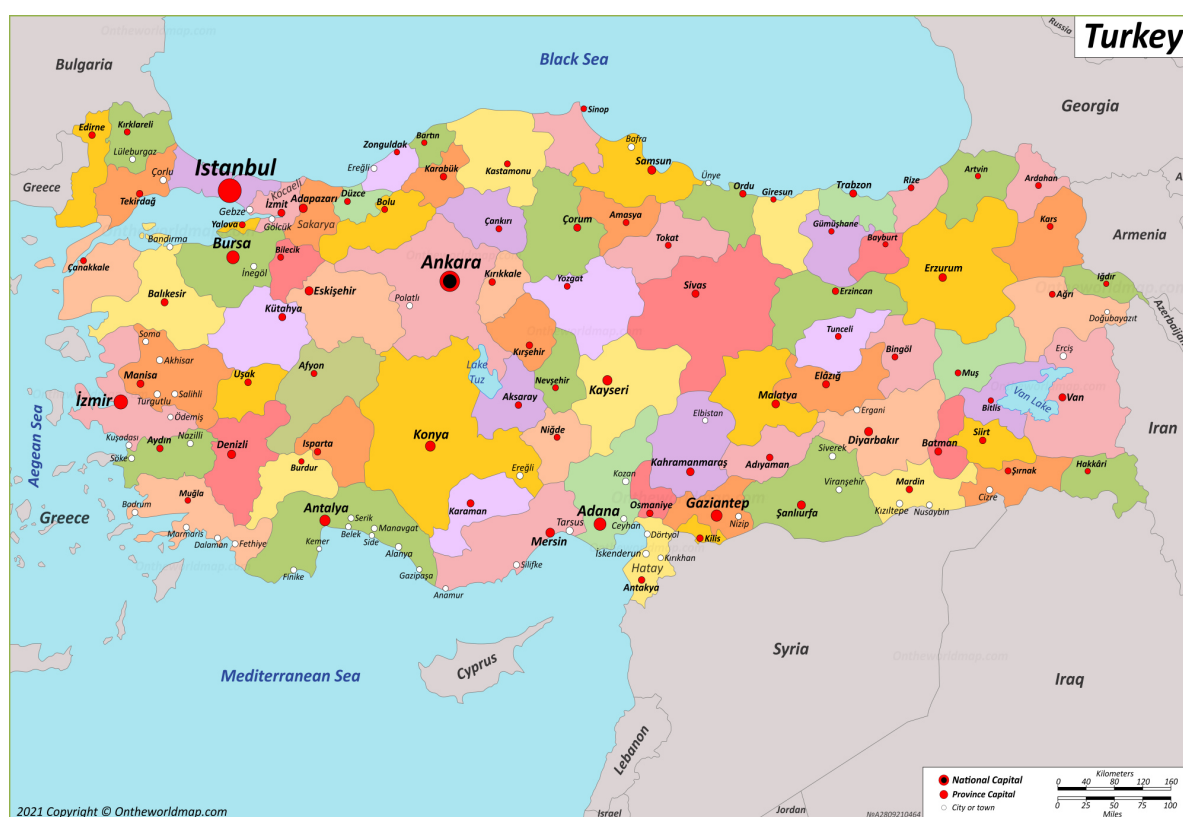 Turkey
Ontheworldmap.com
Russia
Black Sea
Bulgaria
Georgia
Sinop
Edirne
Kırklareli
Bartın
Zonguldak
Bafra
Lüleburgaz
Ereğli
Karabük
Kastamonu
Samsun
Artvin
Çorlu
Istanbul
Ünye
Rize
Ardahan
Greece
Tekirdağ
Kocaeli
Düzce
Bolu
Ordu
Giresun
Trabzon
Gebze
İzmit
Adapazarı
Yalova
Gölcük
Sakarya
Çankırı
Çorum
Amasya
Gümüşhane
Kars
Armenia
Bandırma
Bursa
Bilecik
Tokat
Bayburt
Çanakkale
İnegöl
Ankara
Kırıkkale
Yozgat
Erzurum
Iğdır
Balıkesir
Eskişehir
Sivas
Erzincan
Ağrı
Kütahya
Polatlı
Doğubayazıt
Azerbaijan
Soma
Ontheworldmap.com
Tunceli
Akhisar
Kırşehir
Bingöl
Erciş
Manisa
Uşak
Afyon
Lake
Tuz
Nevşehir
Kayseri
Elâzığ
Muş
İzmir
Turgutlu
Salihli
Aksaray
Malatya
Bitlis
Van Lake
Van
Ödemiş
Elbistan
Ergani
Aegean Sea
Kuşadası
Aydın
Nazilli
Denizli
Isparta
Konya
Niğde
Diyarbakır
Siirt
Iran
Söke
Burdur
Ereğli
Kahramanmaraş
Adıyaman
Siverek
Batman
Şırnak
Hakkâri
Kozan
Viranşehir
Mardin
Muğla
Bodrum
Antalya
Karaman
Adana
Osmaniye
Gaziantep
Şanlıurfa
Kızıltepe
Nusaybin
Cizre
Greece
Serik
Belek
Manavgat
Side
Tarsus
Ceyhan
Nizip
Marmaris
Dalaman
Fethiye
Kemer
Alanya
Mersin
Dörtyol
Kilis
İskenderun
Kırıkhan
Finike
Gazipaşa
Silifke
Hatay
Antakya
Anamur
Syria
Ontheworldmap.com
Mediterranean Sea
Cyprus
Iraq
Lebanon
National Capital
Province Capital
City or town
Kilometers
0 40 80 120 160
0 25 50 75 100
Miles
2021 Copyright © Ontheworldmap.com
Israel
Jordan
№A2809210464